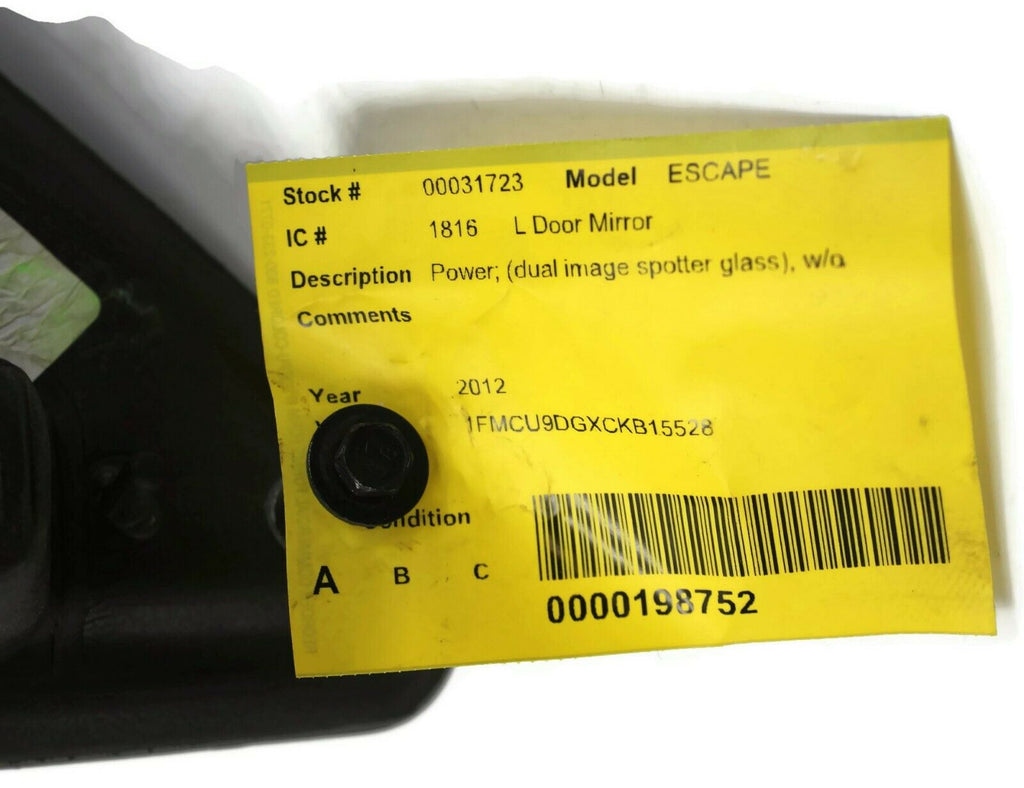 Stock # 00031723 Model ESCAPE
IC # 1816 L Door Mirror
Description Power; (dual image spotter glass), w/o
Comments
Year 2012
1FMCU9DGXCKB15528
Condition
A B C
0000198752